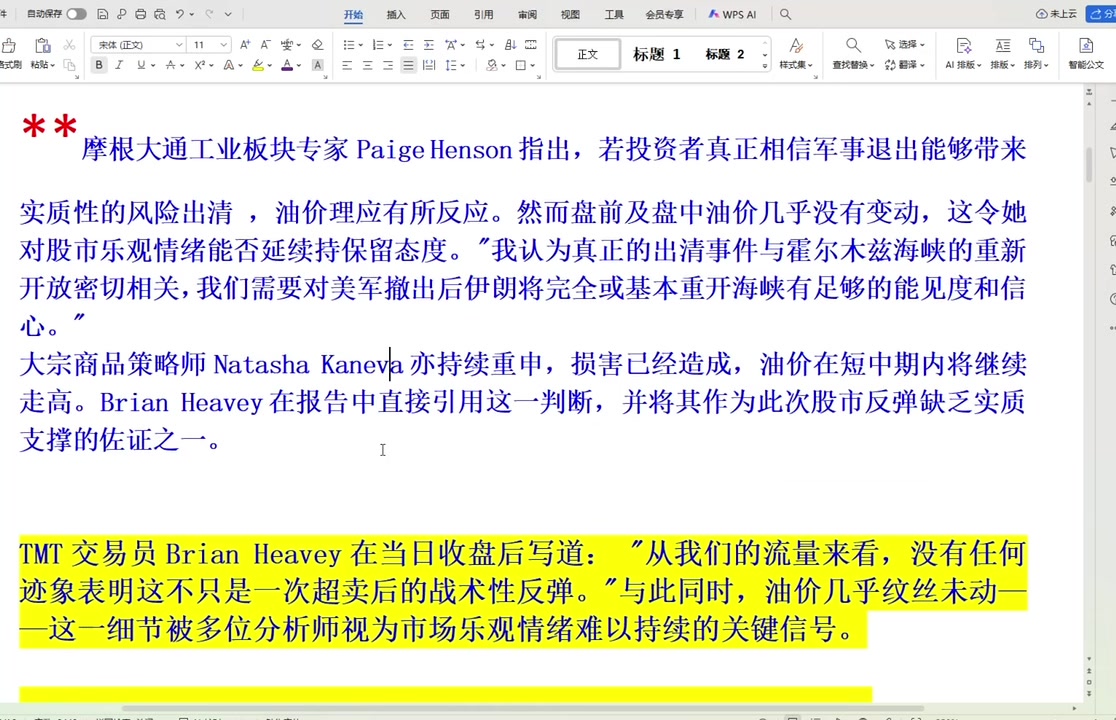 自动保存
开始 插入 页面 引用 审阅 视图 工具 会员专享 WPS AI
未上云
宋体 (正文) 11
粘贴
正文 标题 1 标题 2
样式集 查找替换 选择 翻译 AI 排版 排版 排列 智能公文
**摩根大通工业板块专家 Paige Henson 指出，若投资者真正相信军事退出能够带来
实质性的风险出清 ，油价理应有所反应。然而盘前及盘中油价几乎没有变动，这令她
对股市乐观情绪能否延续持保留态度。"我认为真正的出清事件与霍尔木兹海峡的重新
开放密切相关，我们需要对美军撤出后伊朗将完全或基本重开海峡有足够的能见度和信
心。"
大宗商品策略师 Natasha Kaneva 亦持续重申，损害已经造成，油价在短中期内将继续
走高。Brian Heavey 在报告中直接引用这一判断，并将其作为此次股市反弹缺乏实质
支撑的佐证之一。
TMT 交易员 Brian Heavey 在当日收盘后写道： "从我们的流量来看，没有任何
迹象表明这不只是一次超卖后的战术性反弹。"与此同时，油价几乎纹丝未动—
—这一细节被多位分析师视为市场乐观情绪难以持续的关键信号。